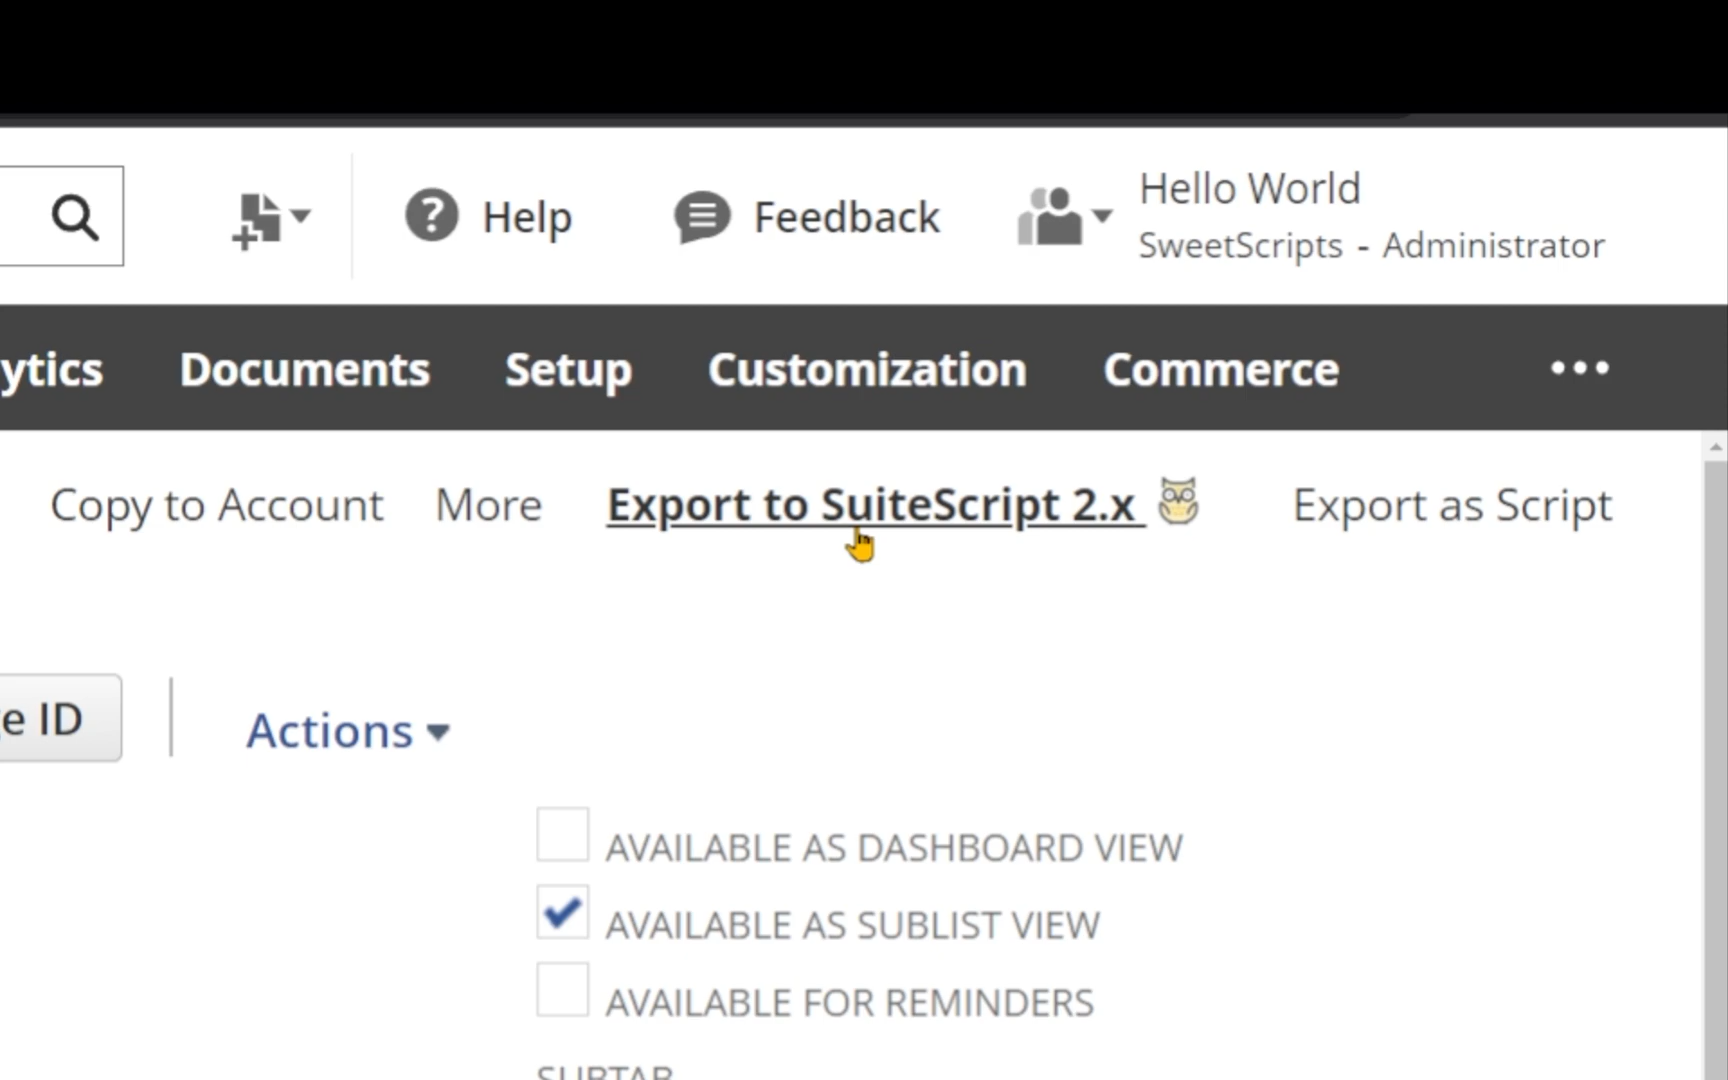 Help
Feedback
Hello World
SweetScripts - Administrator
ytics
Documents
Setup
Customization
Commerce
Copy to Account
More
Export to SuiteScript 2.x
Export as Script
e ID
Actions
AVAILABLE AS DASHBOARD VIEW
AVAILABLE AS SUBLIST VIEW
AVAILABLE FOR REMINDERS
SUBTAB